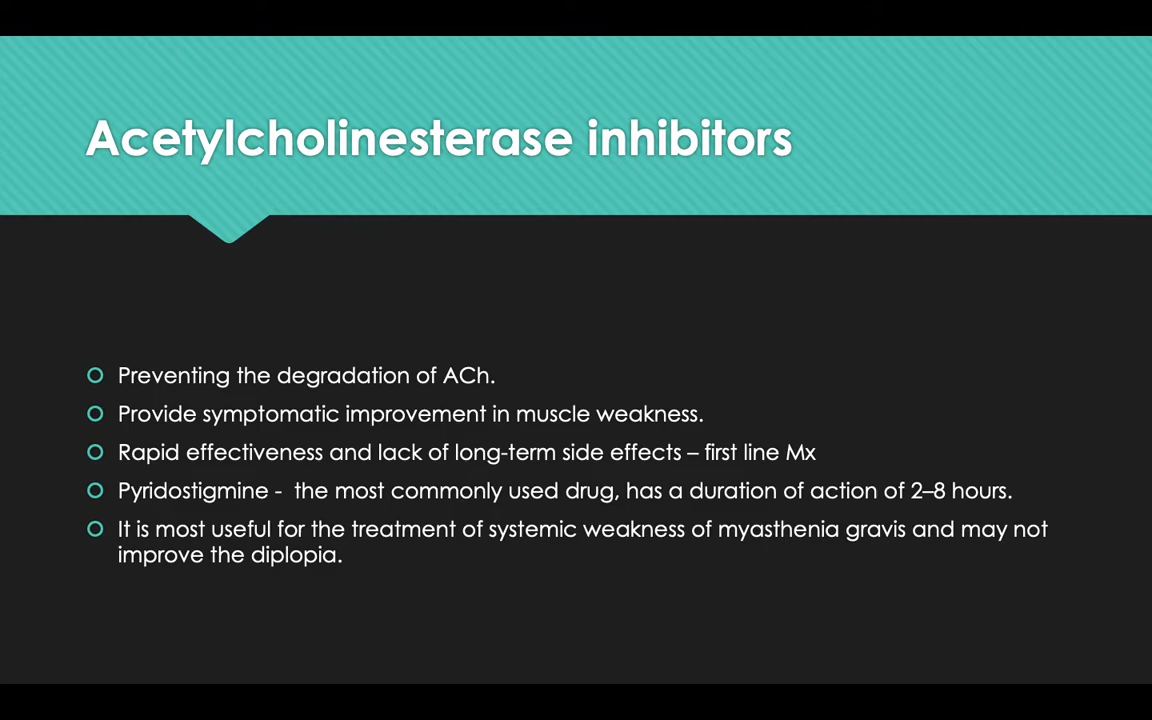 Acetylcholinesterase inhibitors
Preventing the degradation of ACh.
Provide symptomatic improvement in muscle weakness.
Rapid effectiveness and lack of long-term side effects – first line Mx
Pyridostigmine -  the most commonly used drug, has a duration of action of 2–8 hours.
It is most useful for the treatment of systemic weakness of myasthenia gravis and may not
improve the diplopia.